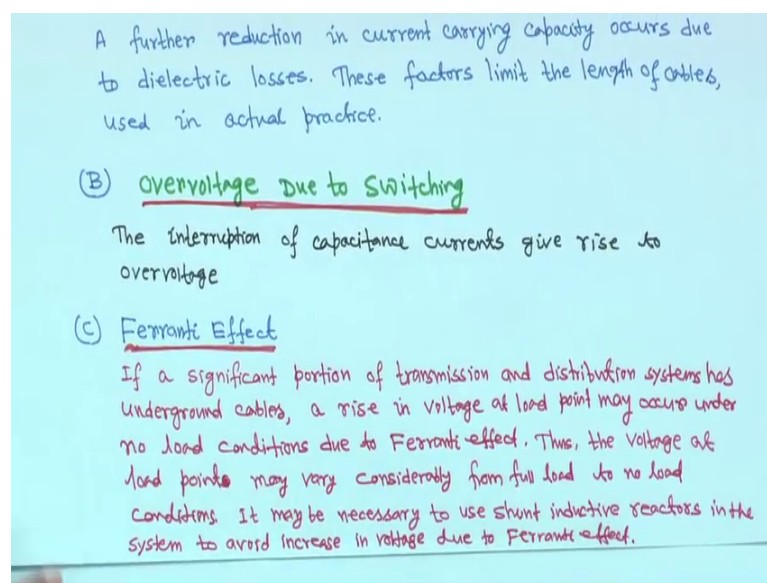 A further reduction in current carrying capacity occurs due
to dielectric losses. These factors limit the length of cables,
used in actual practice.
(B) overvoltage Due to Switching
The interruption of capacitance currents give rise to
overvoltage
(C) Ferranti Effect
If a significant portion of transmission and distribution systems has
underground cables, a rise in voltage at load point may occur under
no load conditions due to Ferranti effect. Thus, the voltage at
load points may vary considerably from full load to no load
conditions. It may be necessary to use shunt inductive reactors in the
system to avoid increase in voltage due to Ferranti effect.